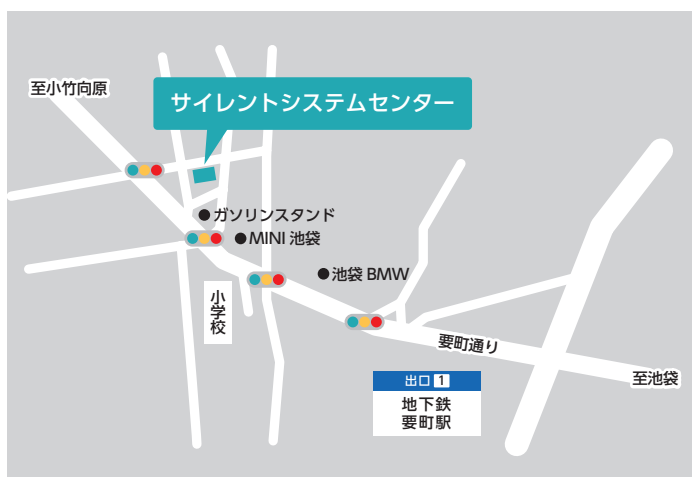 至小竹向原
サイレントシステムセンター
ガソリンスタンド
MINI 池袋
池袋 BMW
小学校
要町通り
至池袋
出口 1
地下鉄
要町駅